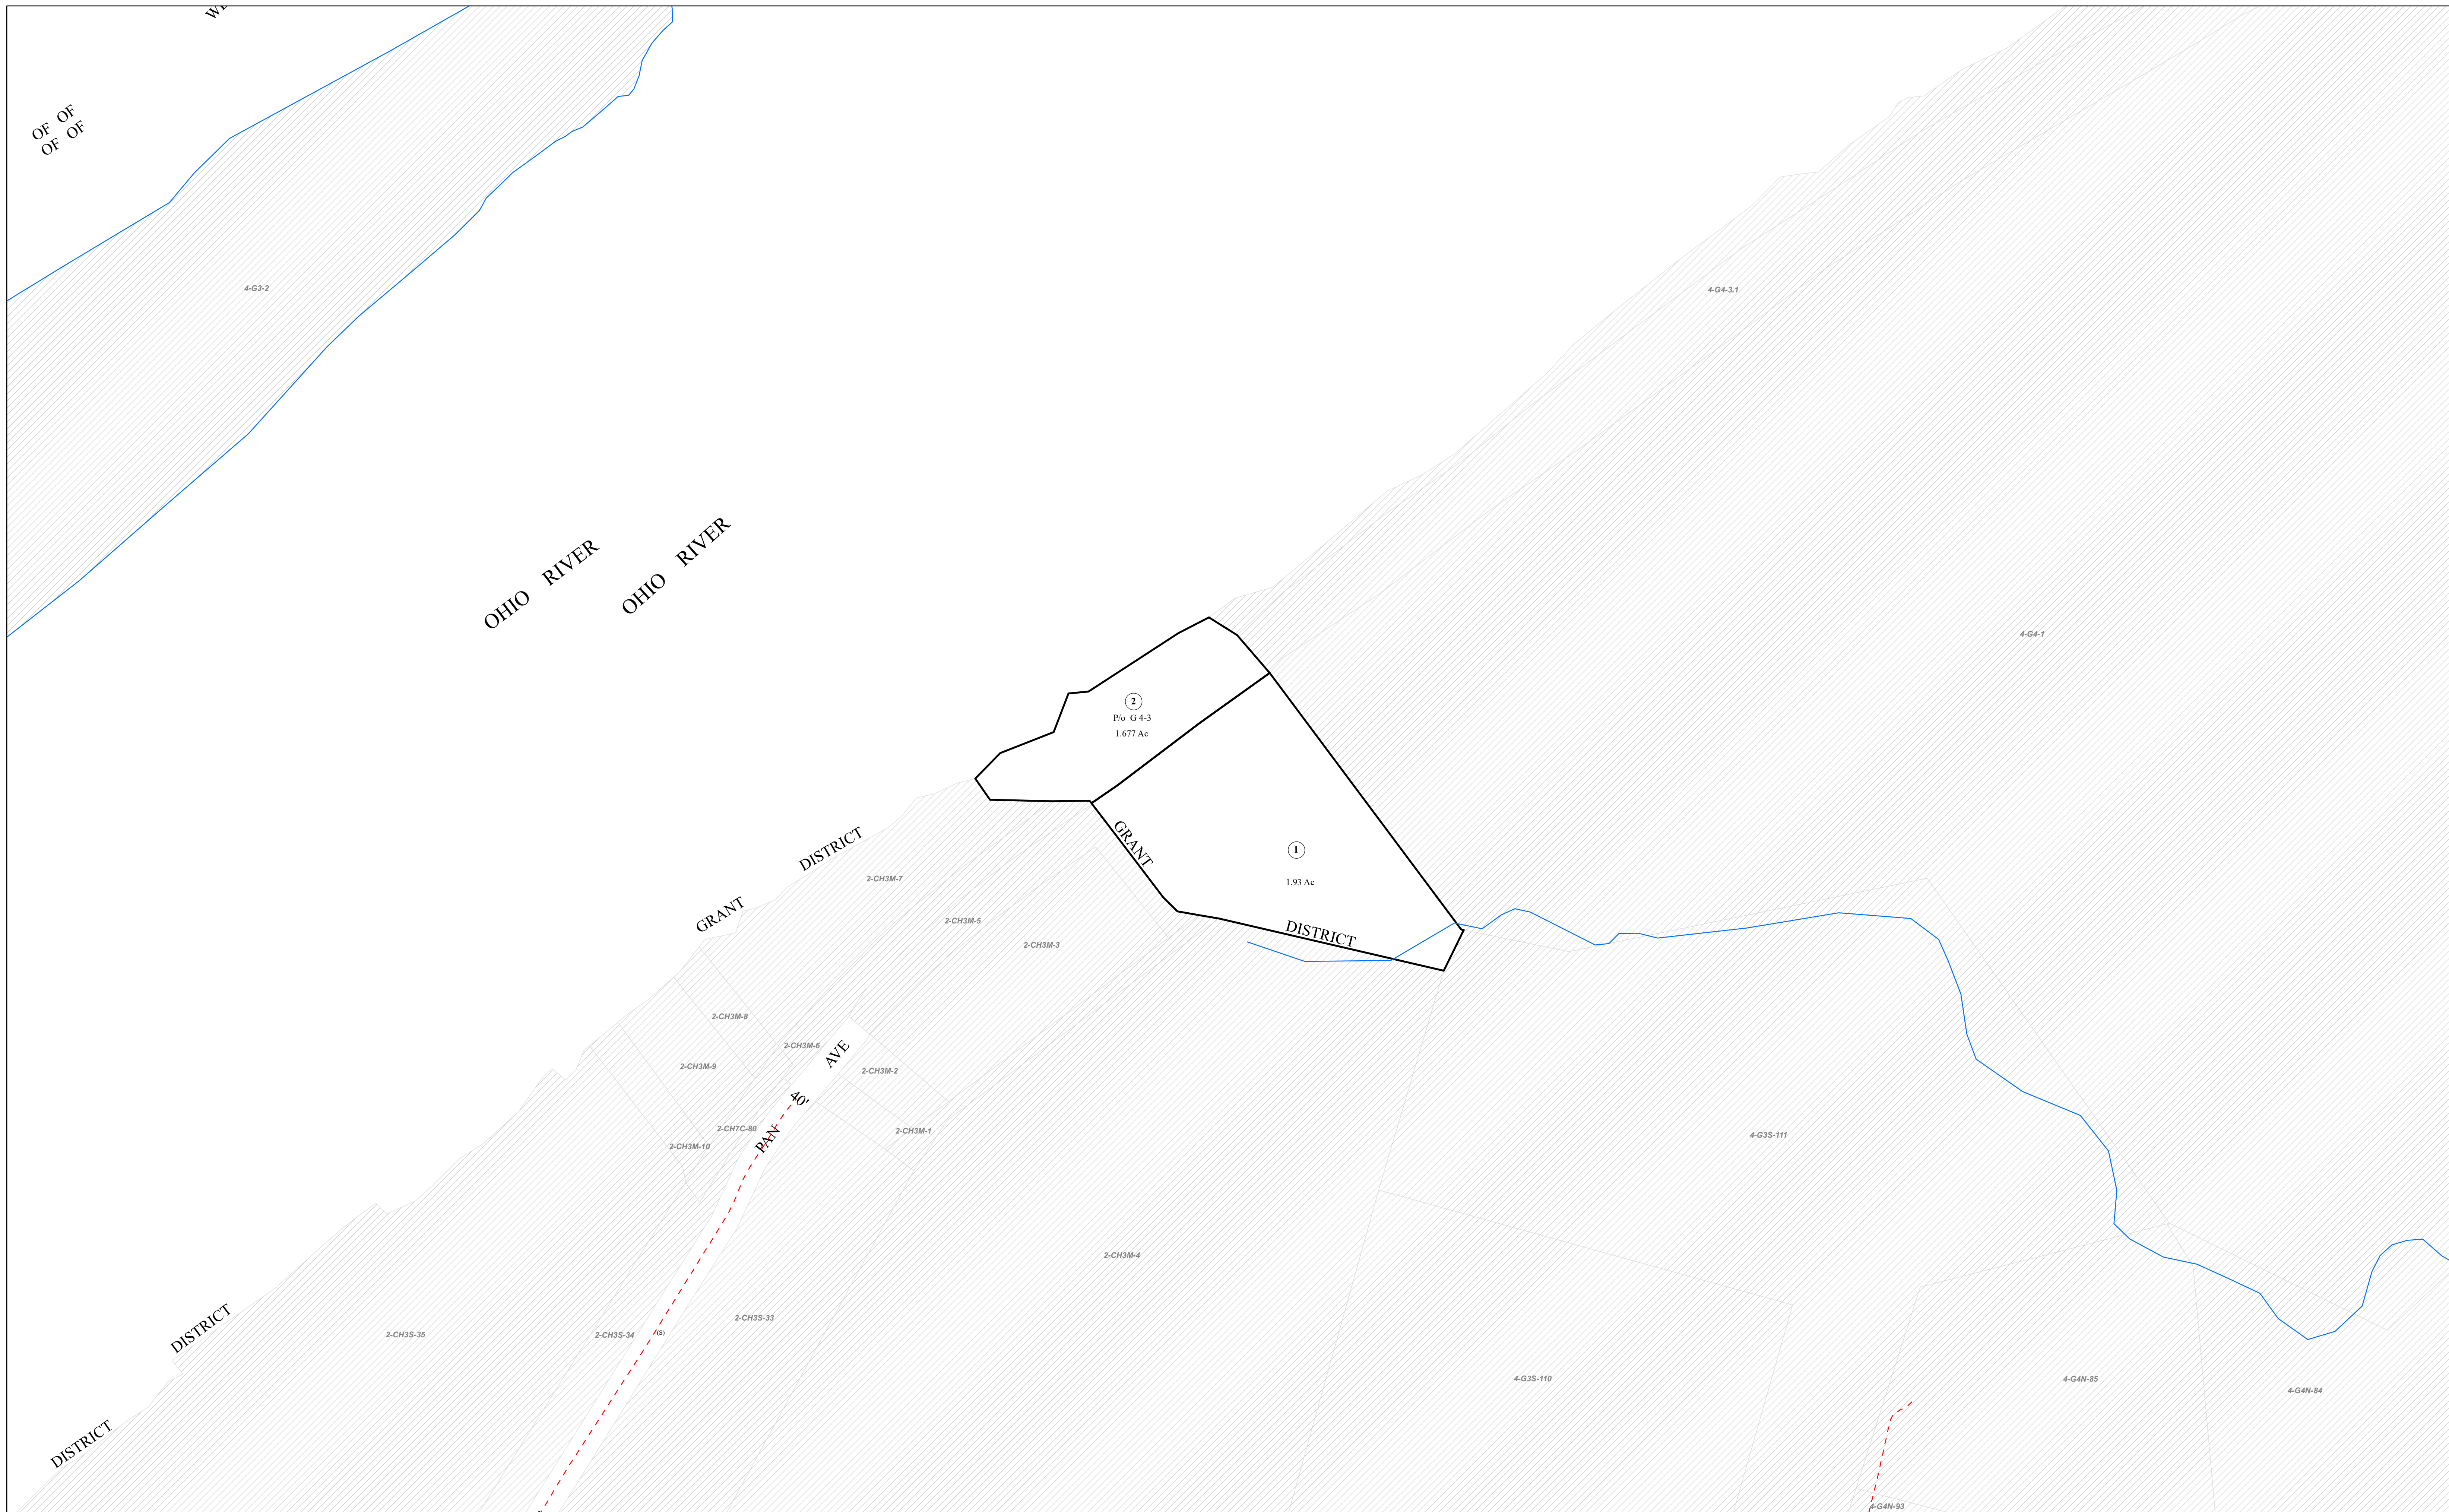 OF OF
OF OF
4-G3-2
4-G4-3.1
OHIO RIVER
OHIO RIVER
4-G4-1
2
P/o G 4-3
1.677 Ac
GRANT
1
1.93 Ac
DISTRICT
GRANT DISTRICT
2-CH3M-7
2-CH3M-5
2-CH3M-3
2-CH3M-8
2-CH3M-6
2-CH3M-9
2-CH3M-2
PAN 40' AVE
2-CH7C-80
2-CH3M-1
2-CH3M-10
4-G3S-111
2-CH3M-4
2-CH3S-33
DISTRICT
2-CH3S-35
2-CH3S-34
(S)
4-G3S-110
4-G4N-85
4-G4N-84
DISTRICT
4-G4N-93